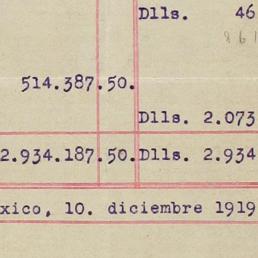 Dlls. 46
861
514.387.50.
Dlls. 2.073
2.934.187.50. Dlls. 2.934
xico, 10. diciembre 1919